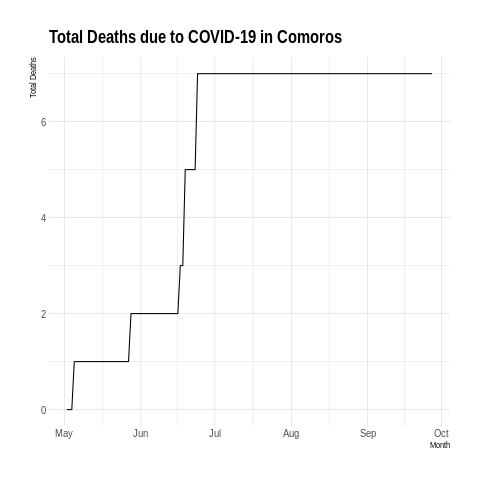 Total Deaths due to COVID-19 in Comoros
Total Deaths
6
4
2
0
May Jun Jul Aug Sep Oct
Month